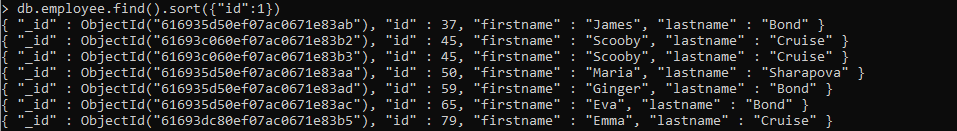 > db.employee.find().sort({"id":1})
{ "_id" : ObjectId("616935d50ef07ac0671e83ab"), "id" : 37, "firstname" : "James", "lastname" : "Bond" }
{ "_id" : ObjectId("61693c060ef07ac0671e83b2"), "id" : 45, "firstname" : "Scooby", "lastname" : "Cruise" }
{ "_id" : ObjectId("61693c060ef07ac0671e83b3"), "id" : 45, "firstname" : "Scooby", "lastname" : "Cruise" }
{ "_id" : ObjectId("616935d50ef07ac0671e83aa"), "id" : 50, "firstname" : "Maria", "lastname" : "Sharapova" }
{ "_id" : ObjectId("616935d50ef07ac0671e83ad"), "id" : 59, "firstname" : "Ginger", "lastname" : "Bond" }
{ "_id" : ObjectId("616935d50ef07ac0671e83ac"), "id" : 65, "firstname" : "Eva", "lastname" : "Bond" }
{ "_id" : ObjectId("61693dc80ef07ac0671e83b5"), "id" : 79, "firstname" : "Emma", "lastname" : "Cruise" }